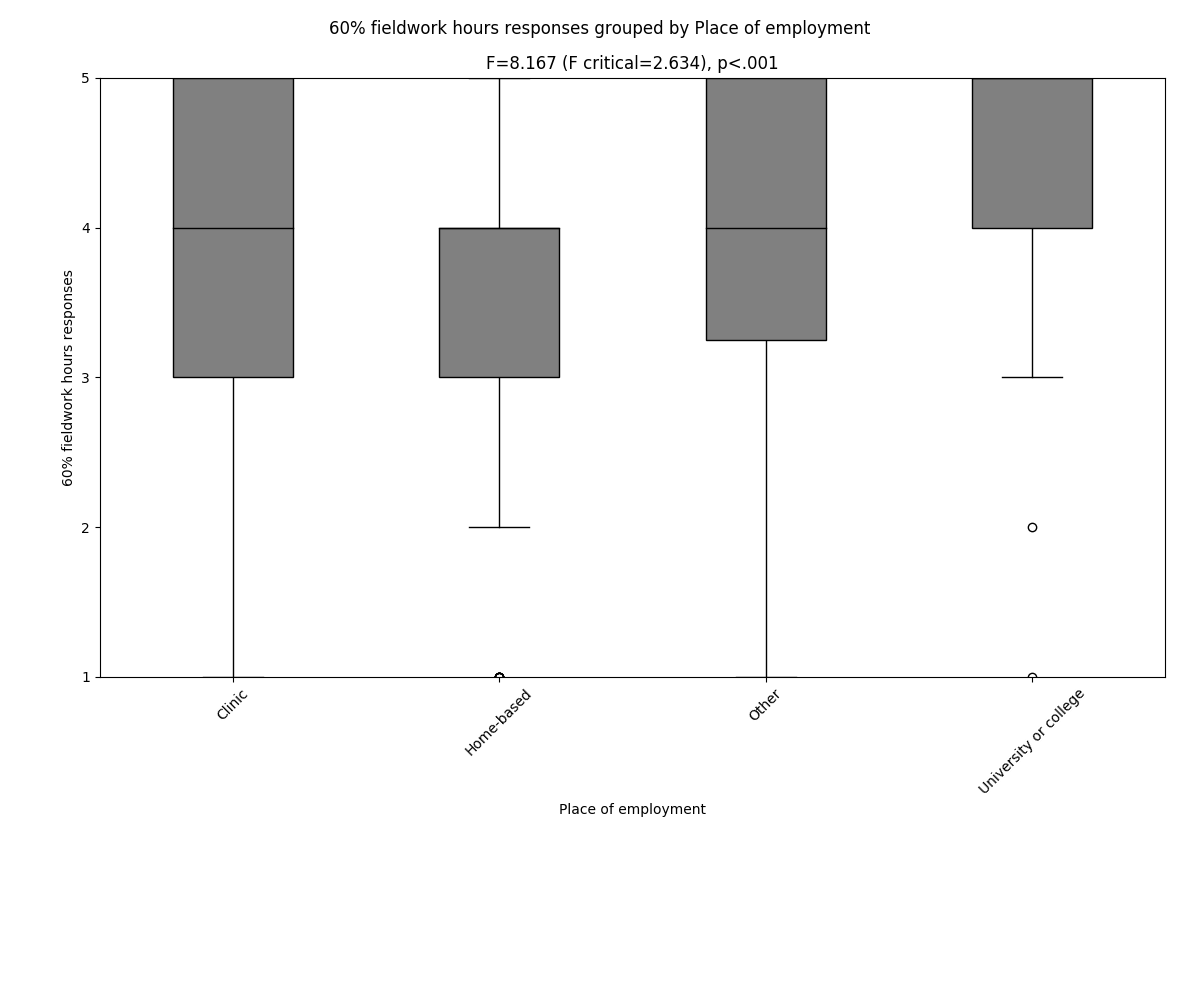 60% fieldwork hours responses grouped by Place of employment
F=8.167 (F critical=2.634), p<.001
60% fieldwork hours responses
5
4
3
2
1
Clinic
Home-based
Other
University or college
Place of employment